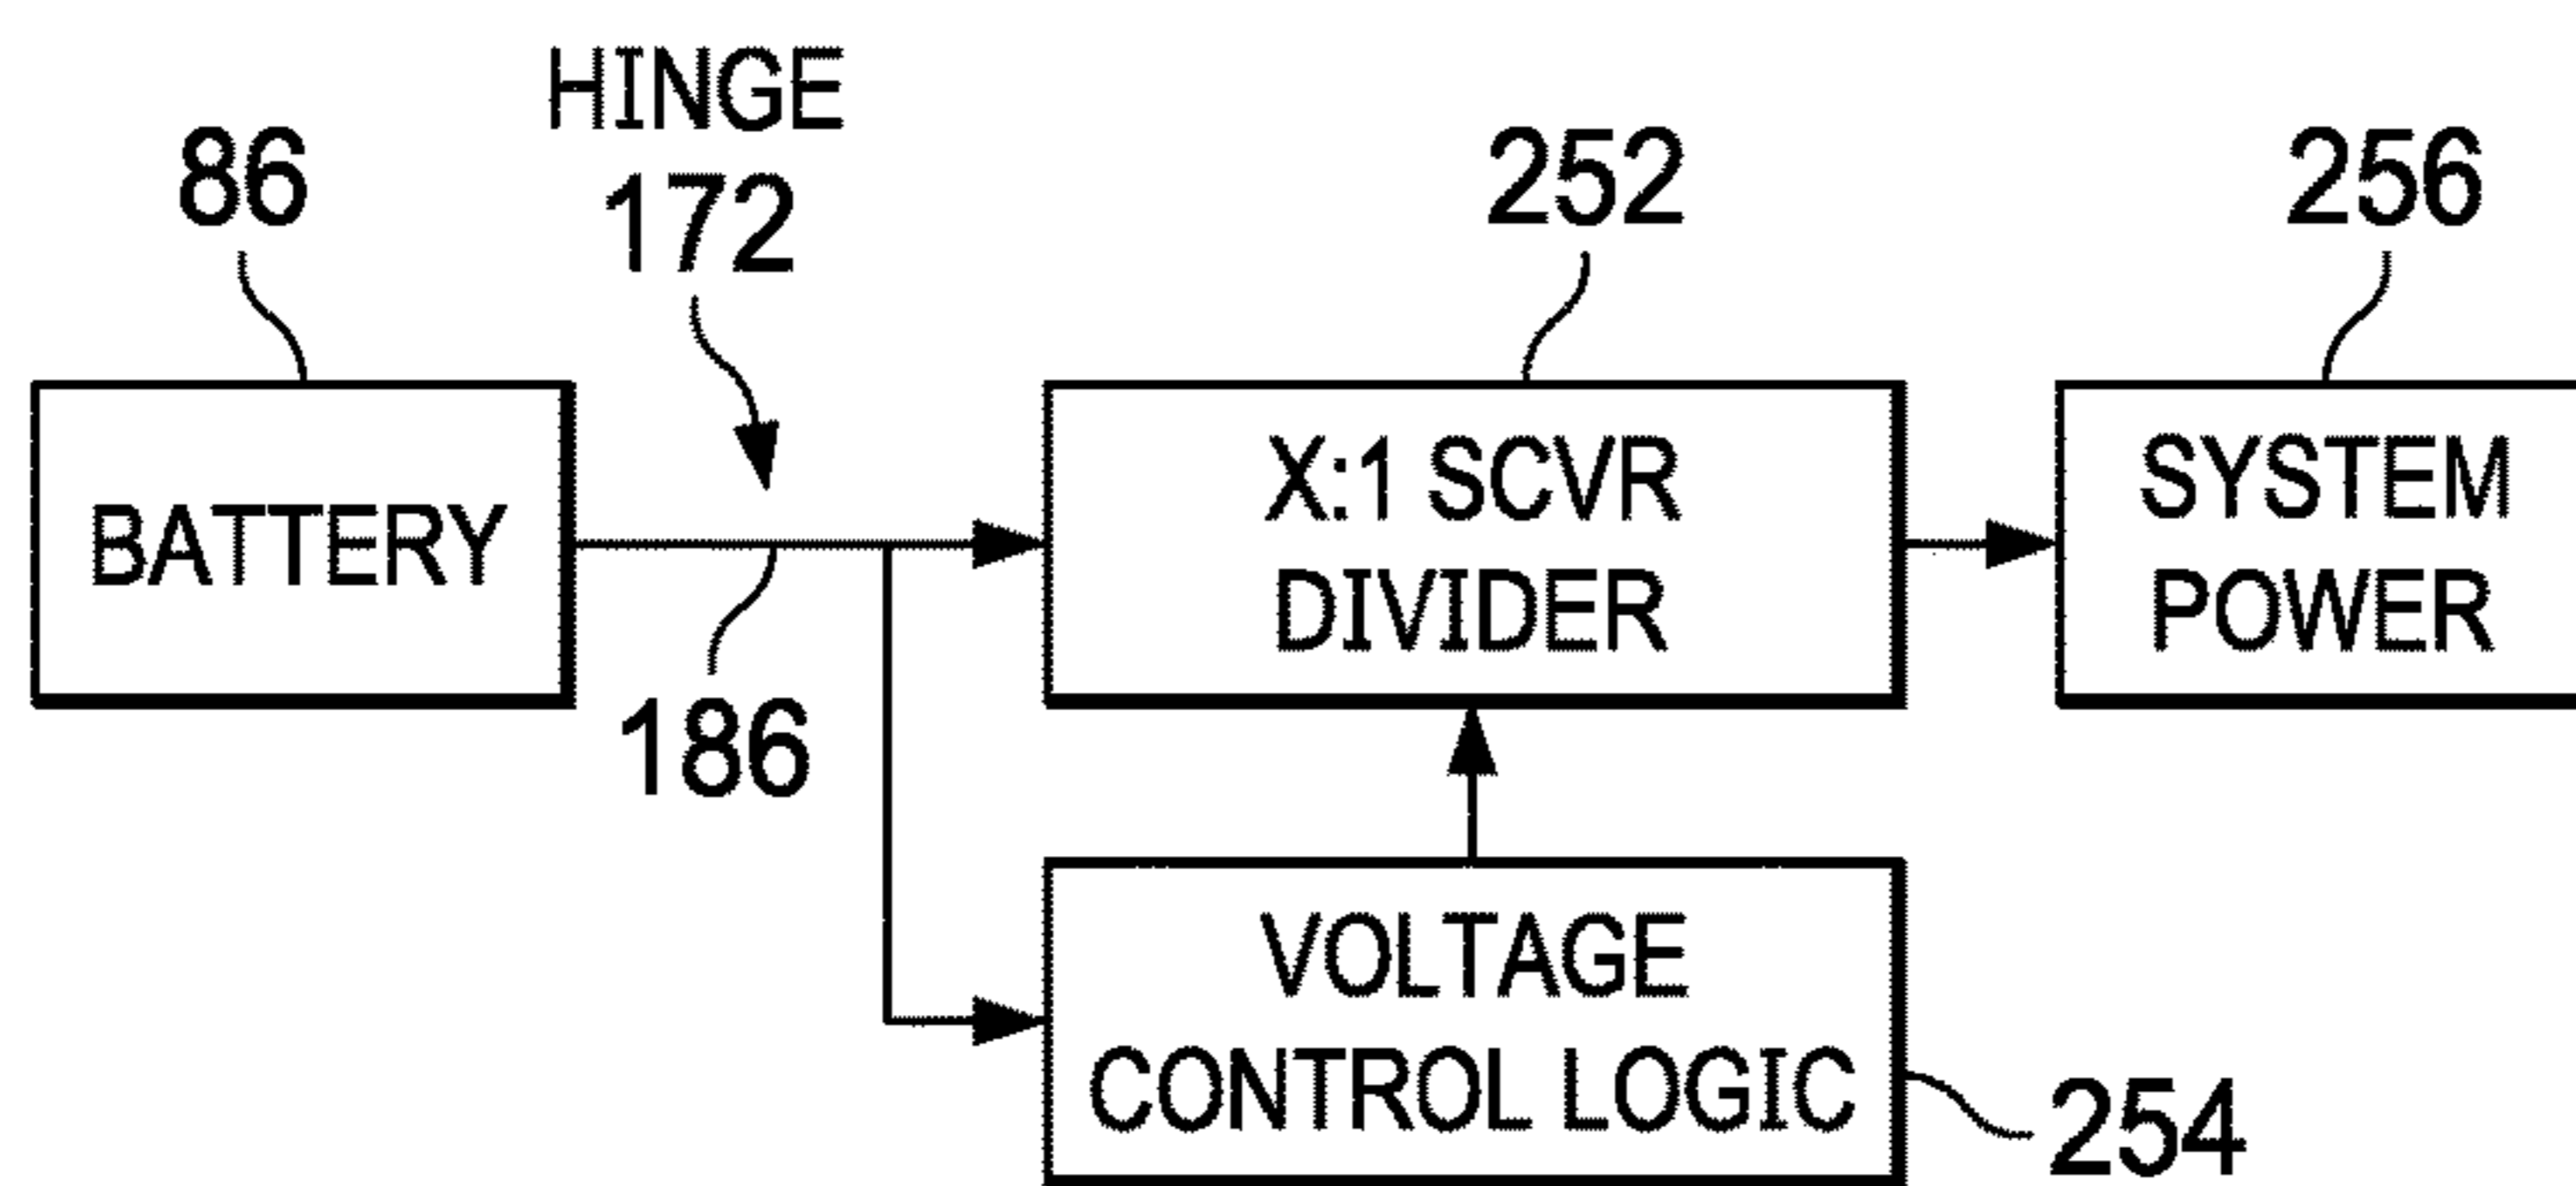 HINGE
86
172
252
256
BATTERY
X:1 SCVR
DIVIDER
SYSTEM
POWER
186
VOLTAGE
CONTROL LOGIC
254